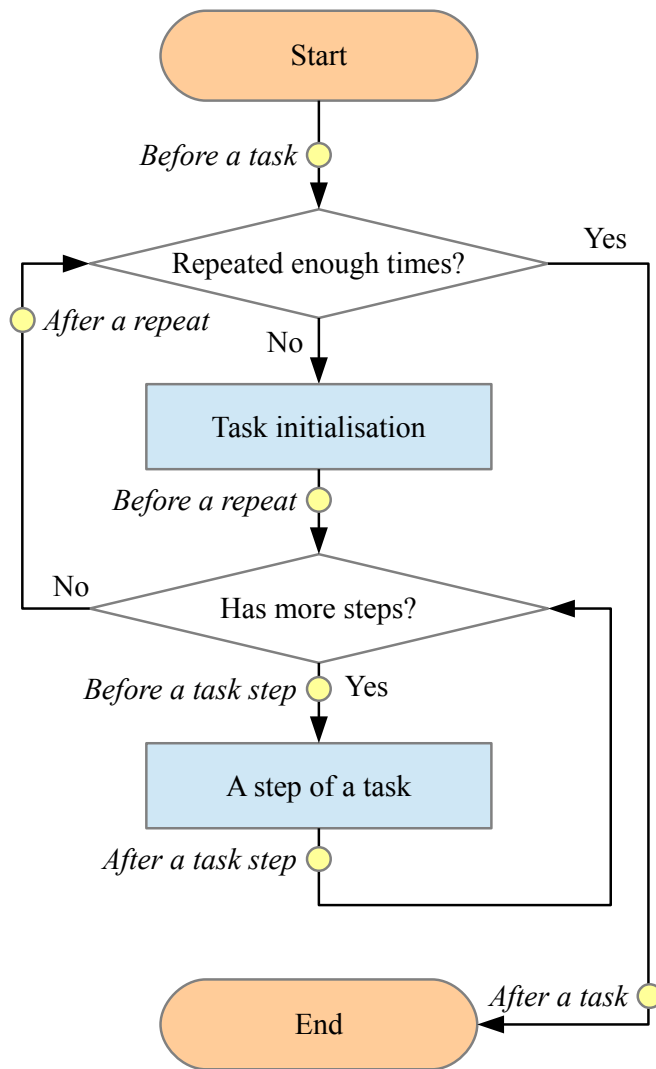 Start
Before a task
Repeated enough times?
Yes
After a repeat
No
Task initialisation
Before a repeat
No
Has more steps?
Before a task step
Yes
A step of a task
After a task step
After a task
End